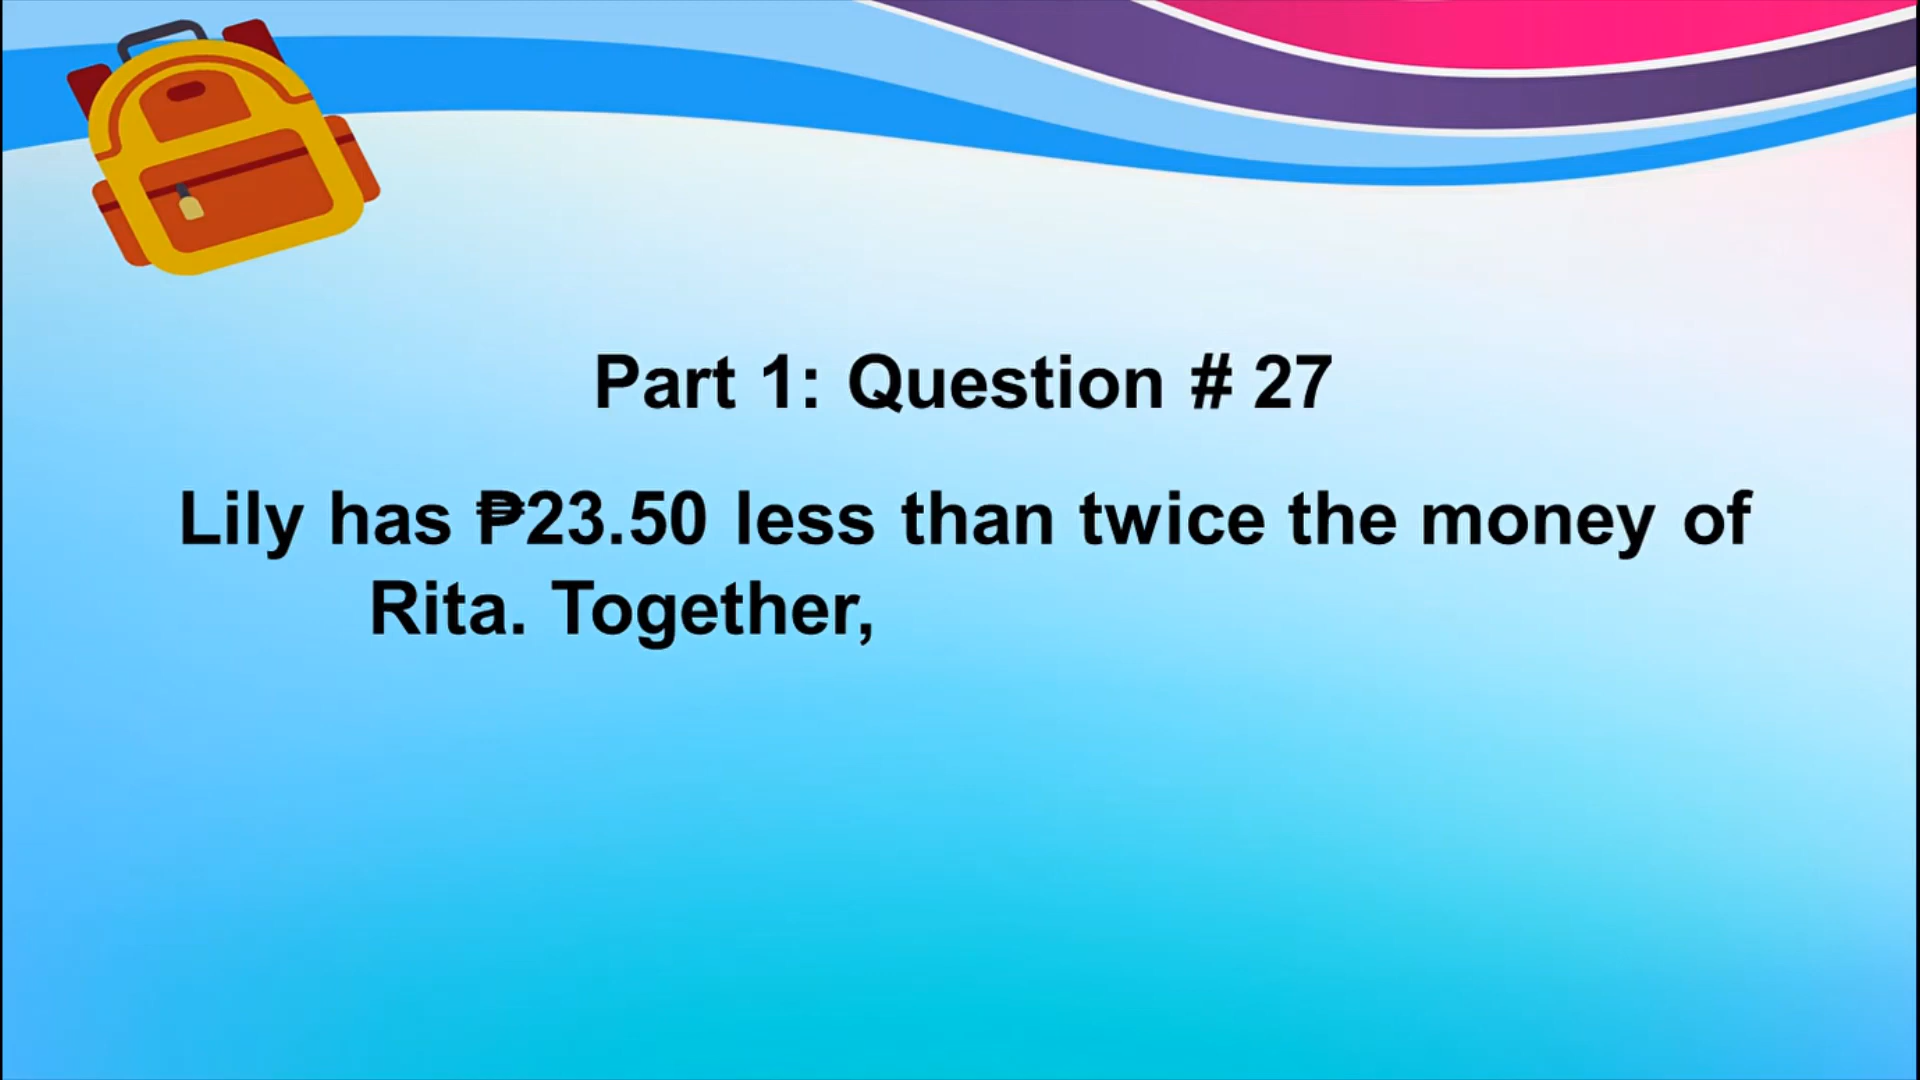 Part 1: Question # 27
Lily has ₱23.50 less than twice the money of
Rita. Together,